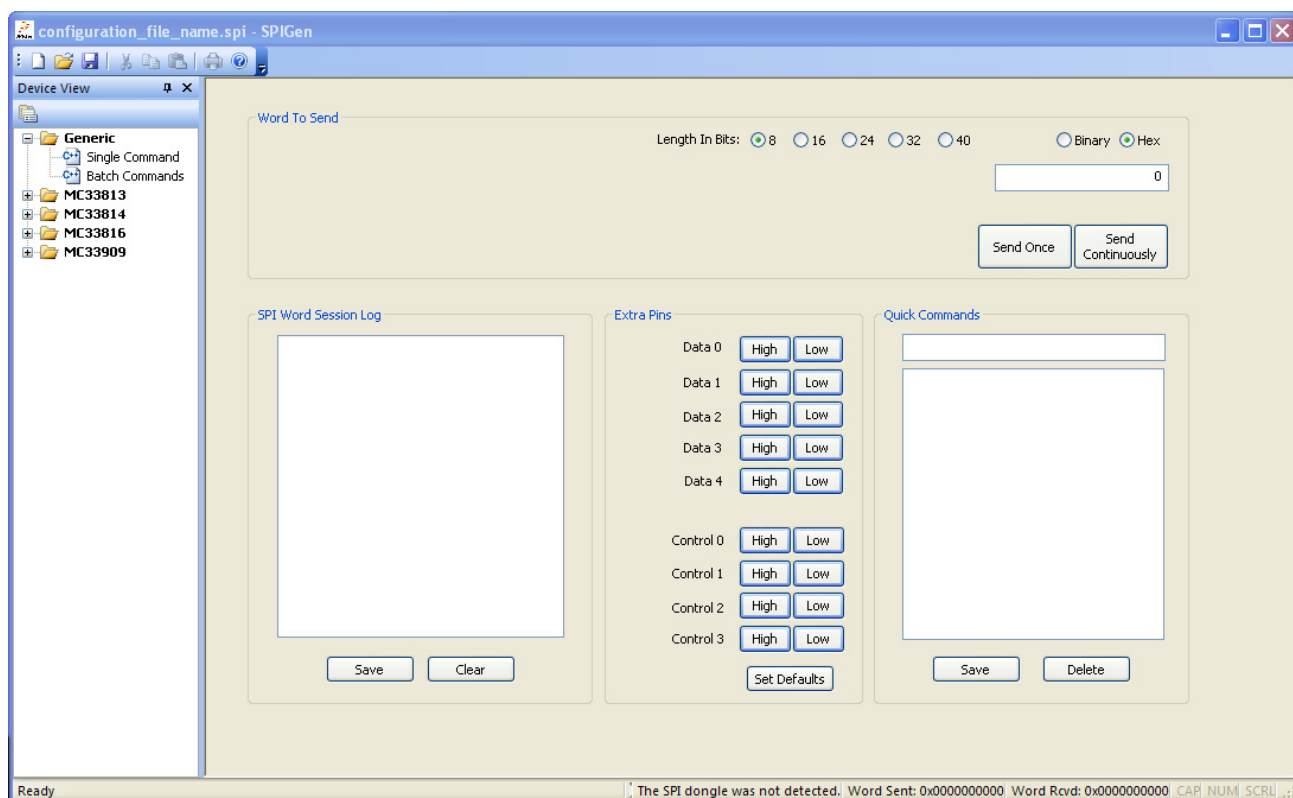 configuration_file_name.spi - SPIGen
Device View
Generic
Single Command
Batch Commands
MC33813
MC33814
MC33816
MC33909
Word To Send
Length In Bits: 8 16 24 32 40 Binary Hex
0
Send Once
Send Continuously
SPI Word Session Log
Save Clear
Extra Pins
Data 0 High Low
Data 1 High Low
Data 2 High Low
Data 3 High Low
Data 4 High Low
Control 0 High Low
Control 1 High Low
Control 2 High Low
Control 3 High Low
Set Defaults
Quick Commands
Save Delete
Ready The SPI dongle was not detected. Word Sent: 0x0000000000 Word Rcvd: 0x0000000000 CAP NUM SCRL